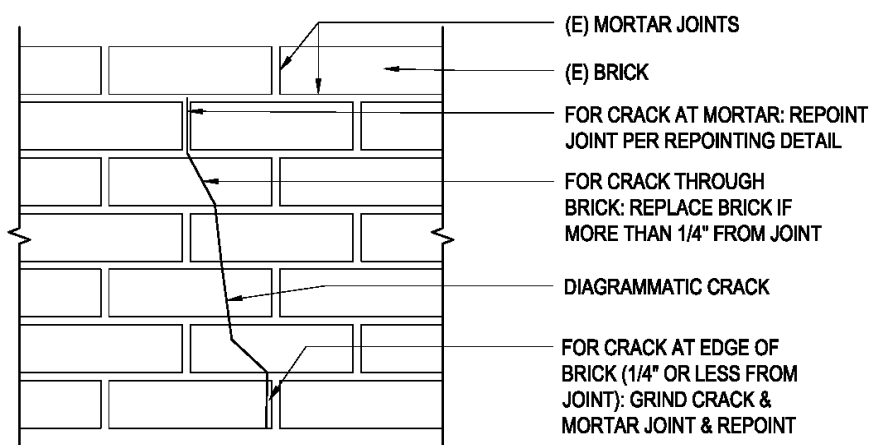 (E) MORTAR JOINTS
(E) BRICK
FOR CRACK AT MORTAR: REPOINT
JOINT PER REPOINTING DETAIL
FOR CRACK THROUGH
BRICK: REPLACE BRICK IF
MORE THAN 1/4" FROM JOINT
DIAGRAMMATIC CRACK
FOR CRACK AT EDGE OF
BRICK (1/4" OR LESS FROM
JOINT): GRIND CRACK &
MORTAR JOINT & REPOINT